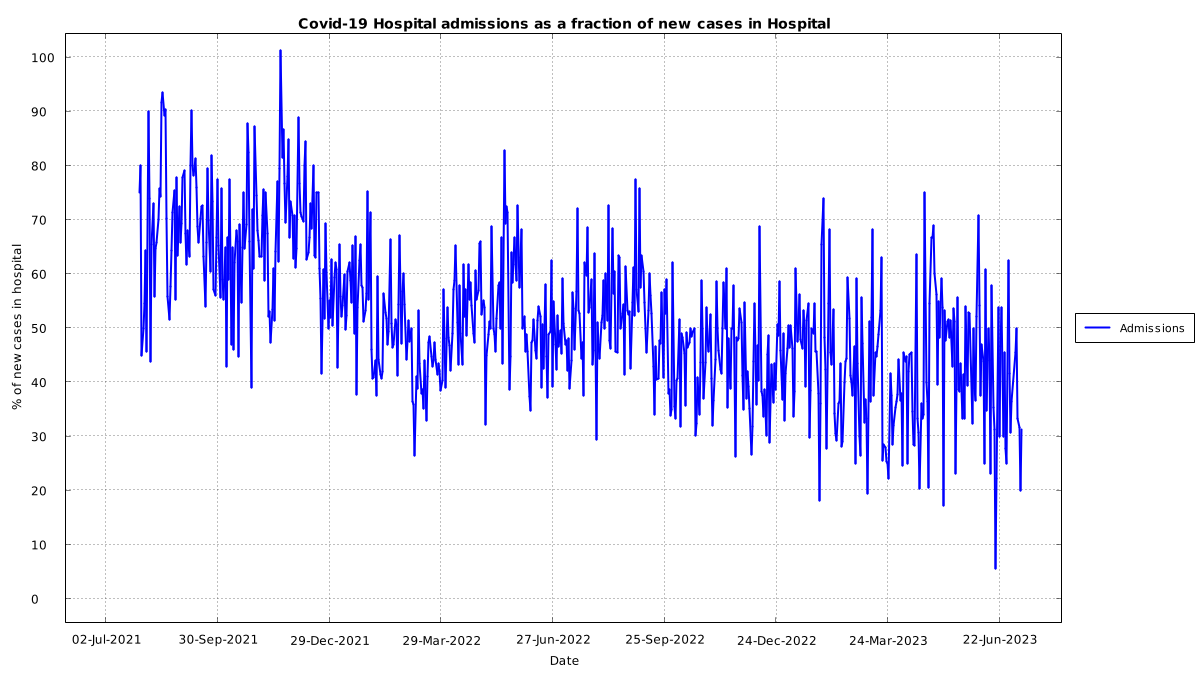 Covid-19 Hospital admissions as a fraction of new cases in Hospital
100
90
80
70
60
50
40
30
20
10
0
% of new cases in hospital
02-Jul-2021 30-Sep-2021 29-Dec-2021 29-Mar-2022 27-Jun-2022 25-Sep-2022 24-Dec-2022 24-Mar-2023 22-Jun-2023
Date
Admissions